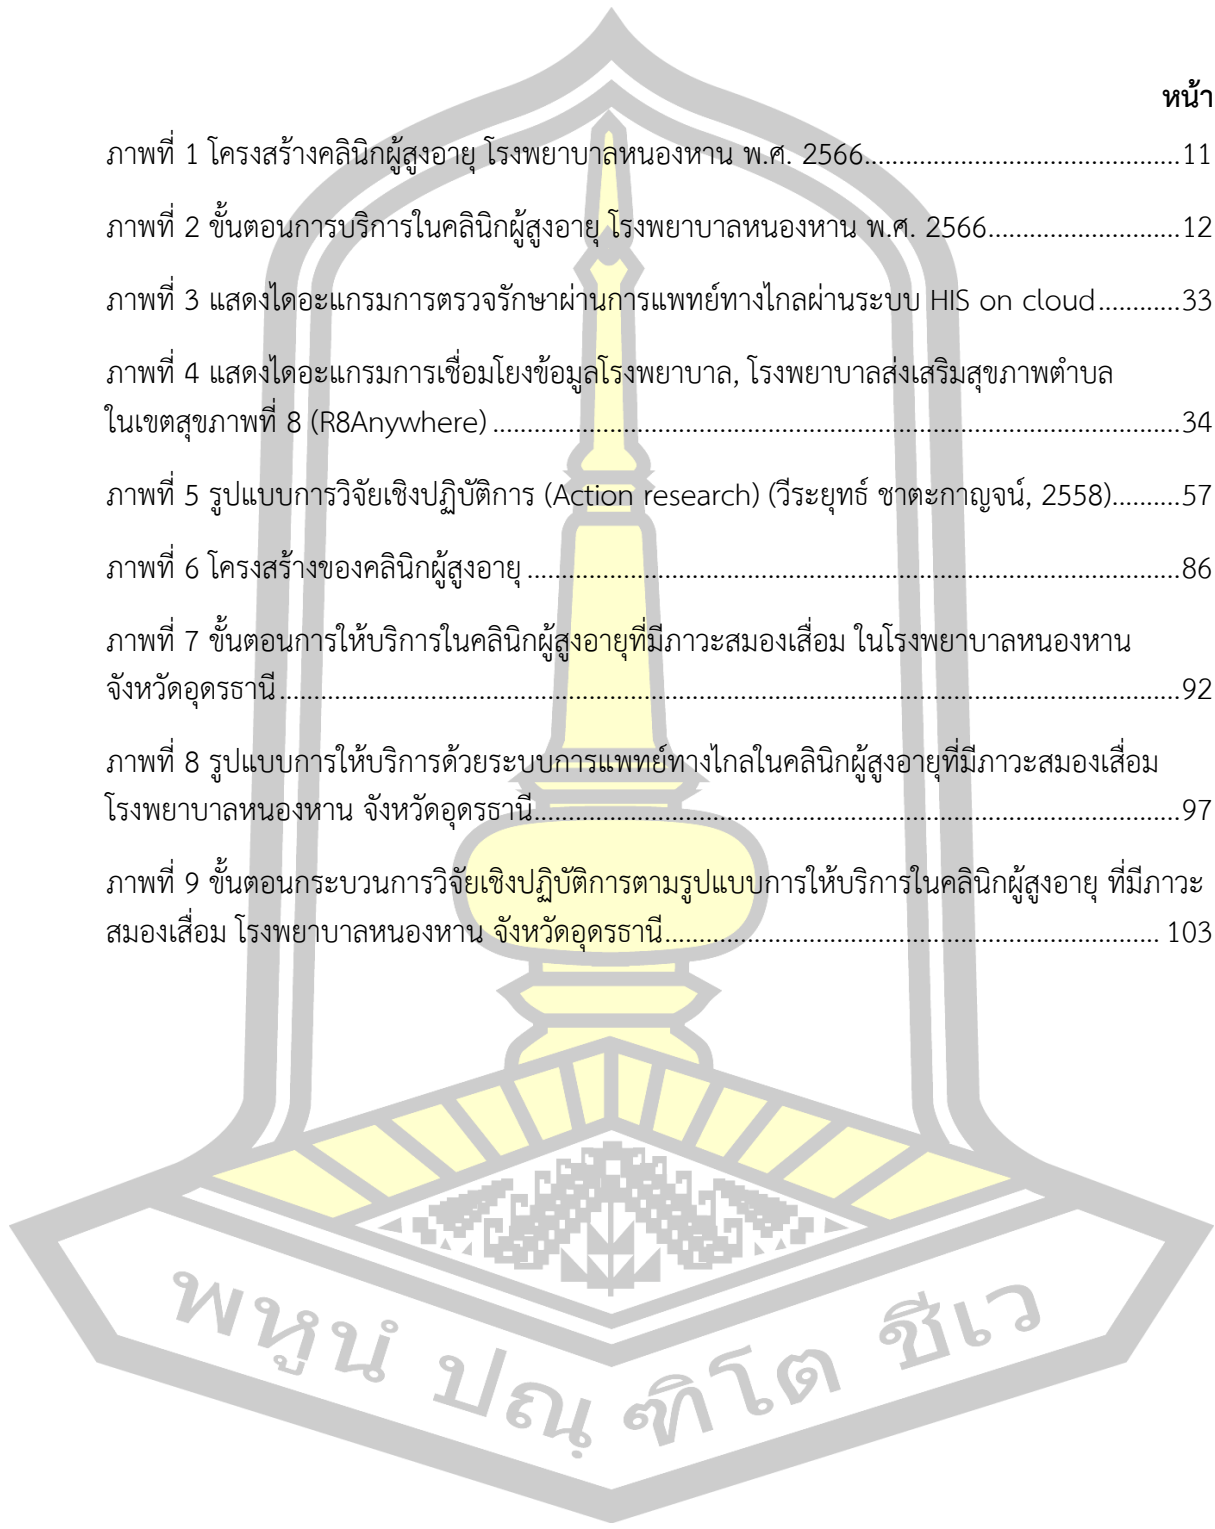 หน้า
ภาพที่ 1 โครงสร้างคลินิกผู้สูงอายุ โรงพยาบาลหนองหาน พ.ศ. 2566..........................................11
ภาพที่ 2 ขั้นตอนการบริการในคลินิกผู้สูงอายุ โรงพยาบาลหนองหาน พ.ศ. 2566..........................12
ภาพที่ 3 แสดงไดอะแกรมการตรวจรักษาผ่านการแพทย์ทางไกลผ่านระบบ HIS on cloud............33
ภาพที่ 4 แสดงไดอะแกรมการเชื่อมโยงข้อมูลโรงพยาบาล, โรงพยาบาลส่งเสริมสุขภาพตำบล
ในเขตสุขภาพที่ 8 (R8Anywhere)............................................................................................34
ภาพที่ 5 รูปแบบการวิจัยเชิงปฏิบัติการ (Action research) (วีระยุทธ์ ชาตะกาญจน์, 2558)..........57
ภาพที่ 6 โครงสร้างของคลินิกผู้สูงอายุ.......................................................................................86
ภาพที่ 7 ขั้นตอนการให้บริการในคลินิกผู้สูงอายุที่มีภาวะสมองเสื่อม ในโรงพยาบาลหนองหาน
จังหวัดอุดรธานี........................................................................................................................92
ภาพที่ 8 รูปแบบการให้บริการด้วยระบบการแพทย์ทางไกลในคลินิกผู้สูงอายุที่มีภาวะสมองเสื่อม
โรงพยาบาลหนองหาน จังหวัดอุดรธานี......................................................................................97
ภาพที่ 9 ขั้นตอนกระบวนการวิจัยเชิงปฏิบัติการตามรูปแบบการให้บริการในคลินิกผู้สูงอายุ ที่มีภาวะ
สมองเสื่อม โรงพยาบาลหนองหาน จังหวัดอุดรธานี.................................................................. 103
พหูนํ ปณฺ ฑิโต ชีเว